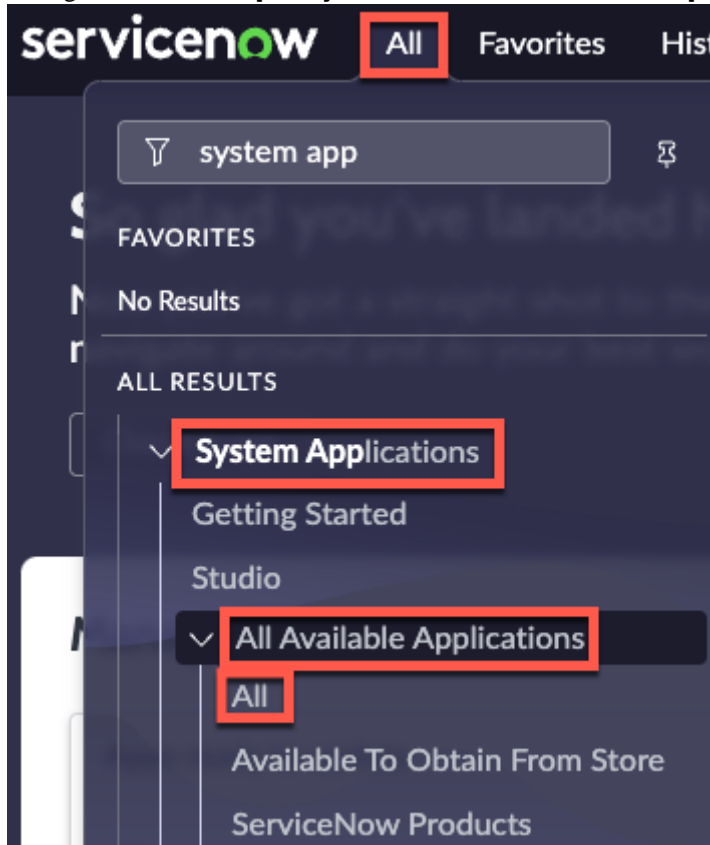 servicenow All Favorites
system app
FAVORITES
No Results
ALL RESULTS
System Applications
Getting Started
Studio
All Available Applications
All
Available To Obtain From Store
ServiceNow Products